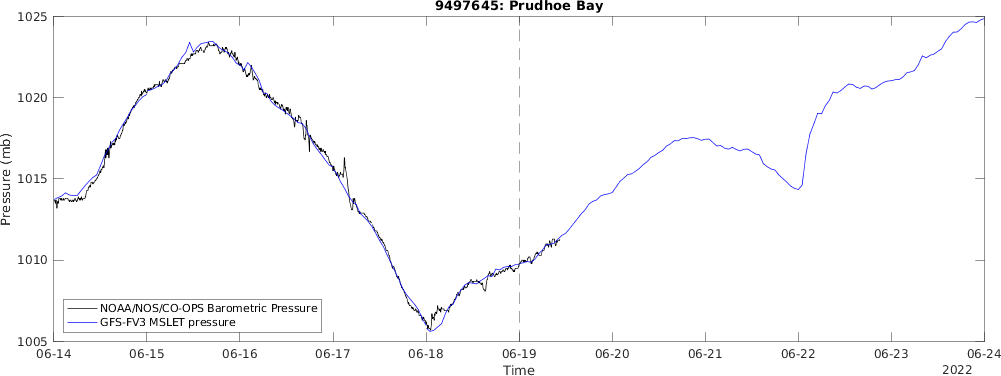 9497645: Prudhoe Bay
1025
1020
1015
1010
1005
Pressure (mb)
NOAA/NOS/CO-OPS Barometric Pressure
GFS-FV3 MSLET pressure
06-14 06-15 06-16 06-17 06-18 06-19 06-20 06-21 06-22 06-23 06-24
Time
2022